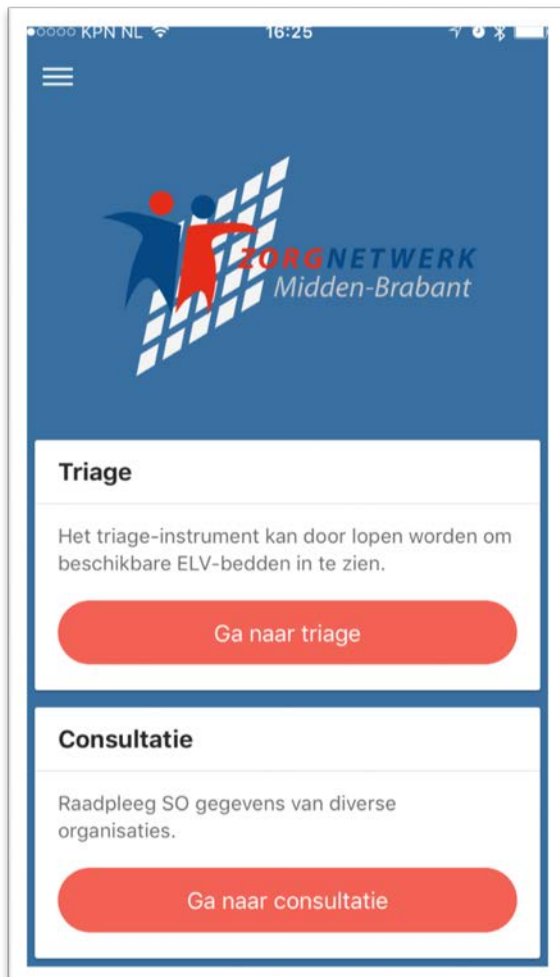 KPN NL 16:25
ZORGNETWERK
Midden-Brabant
Triage
Het triage-instrument kan door lopen worden om
beschikbare ELV-bedden in te zien.
Ga naar triage
Consultatie
Raadpleeg SO gegevens van diverse
organisaties.
Ga naar consultatie